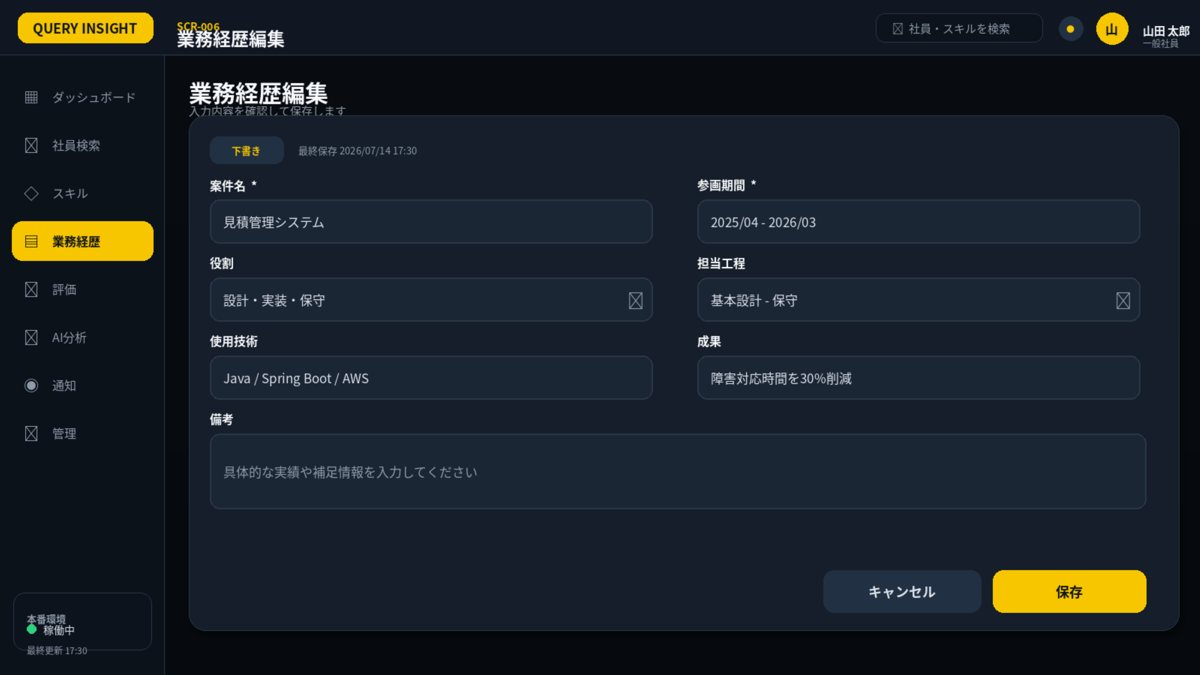 QUERY INSIGHT
SCR-006
業務経歴編集
社員・スキルを検索
山
山田 太郎
一般社員
ダッシュボード
社員検索
スキル
業務経歴
評価
AI分析
通知
管理
本番環境
稼働中
最終更新 17:30
業務経歴編集
入力内容を確認して保存します
下書き
最終保存 2026/07/14 17:30
案件名 *
参画期間 *
見積管理システム
2025/04 - 2026/03
役割
担当工程
設計・実装・保守
基本設計 - 保守
使用技術
成果
Java / Spring Boot / AWS
障害対応時間を30%削減
備考
具体的な実績や補足情報を入力してください
キャンセル
保存